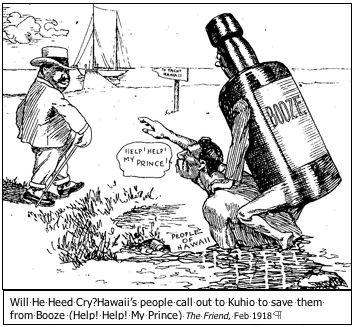 TO YACHT
HAWAII
HELP! HELP!
MY PRINCE!
BOOZE
PEOPLE
OF
HAWAII
Will He Heed Cry?Hawaii's people call out to Kuhio to save them
from Booze (Help! Help! My Prince) The Friend, Feb 1918